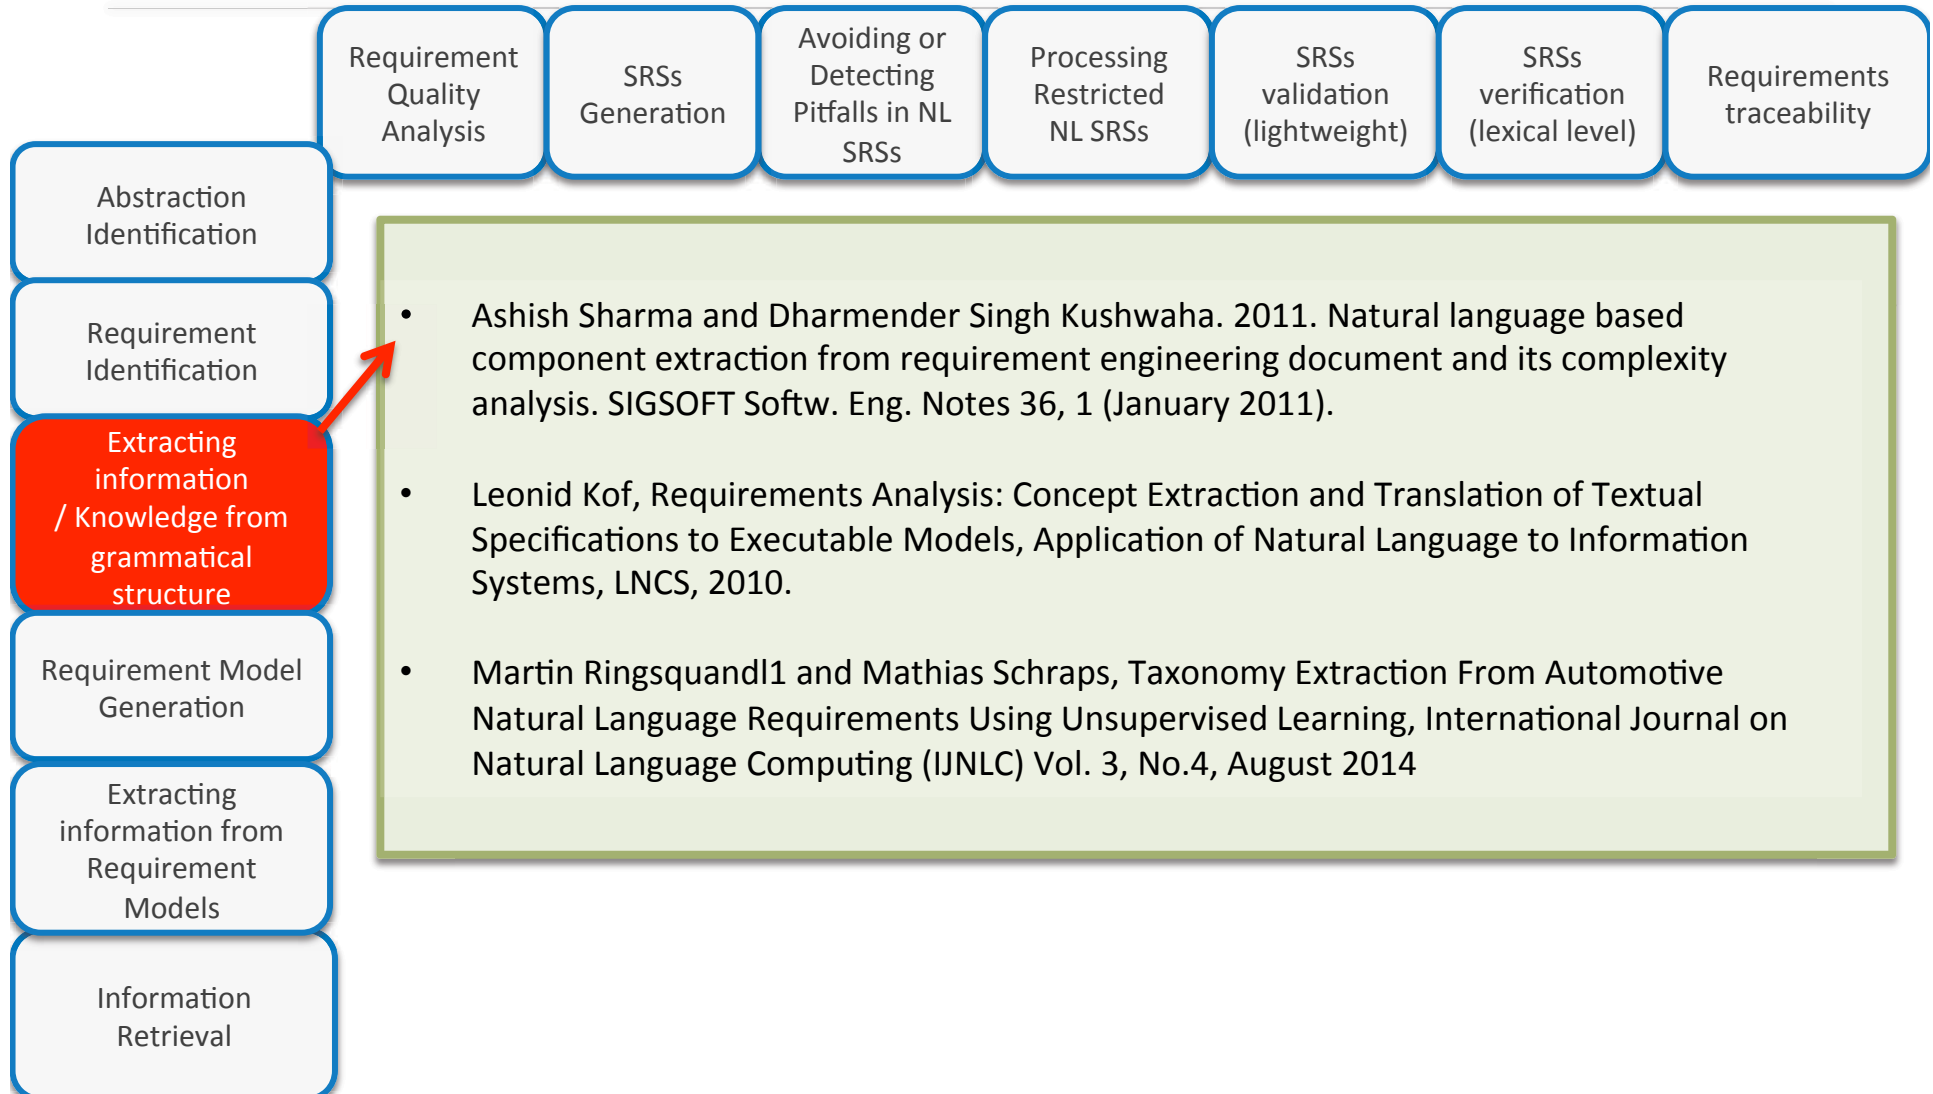 Requirement
Quality
Analysis
SRSs
Generation
Avoiding or
Detecting
Pitfalls in NL
SRSs
Processing
Restricted
NL SRSs
SRSs
validation
(lightweight)
SRSs
verification
(lexical level)
Requirements
traceability
Abstraction
Identification
Requirement
Identification
Extracting
information
/ Knowledge from
grammatical
structure
Requirement Model
Generation
Extracting
information from
Requirement
Models
Information
Retrieval
• Ashish Sharma and Dharmender Singh Kushwaha. 2011. Natural language based
component extraction from requirement engineering document and its complexity
analysis. SIGSOFT Softw. Eng. Notes 36, 1 (January 2011).
• Leonid Kof, Requirements Analysis: Concept Extraction and Translation of Textual
Specifications to Executable Models, Application of Natural Language to Information
Systems, LNCS, 2010.
• Martin Ringsquandl1 and Mathias Schraps, Taxonomy Extraction From Automotive
Natural Language Requirements Using Unsupervised Learning, International Journal on
Natural Language Computing (IJNLC) Vol. 3, No.4, August 2014